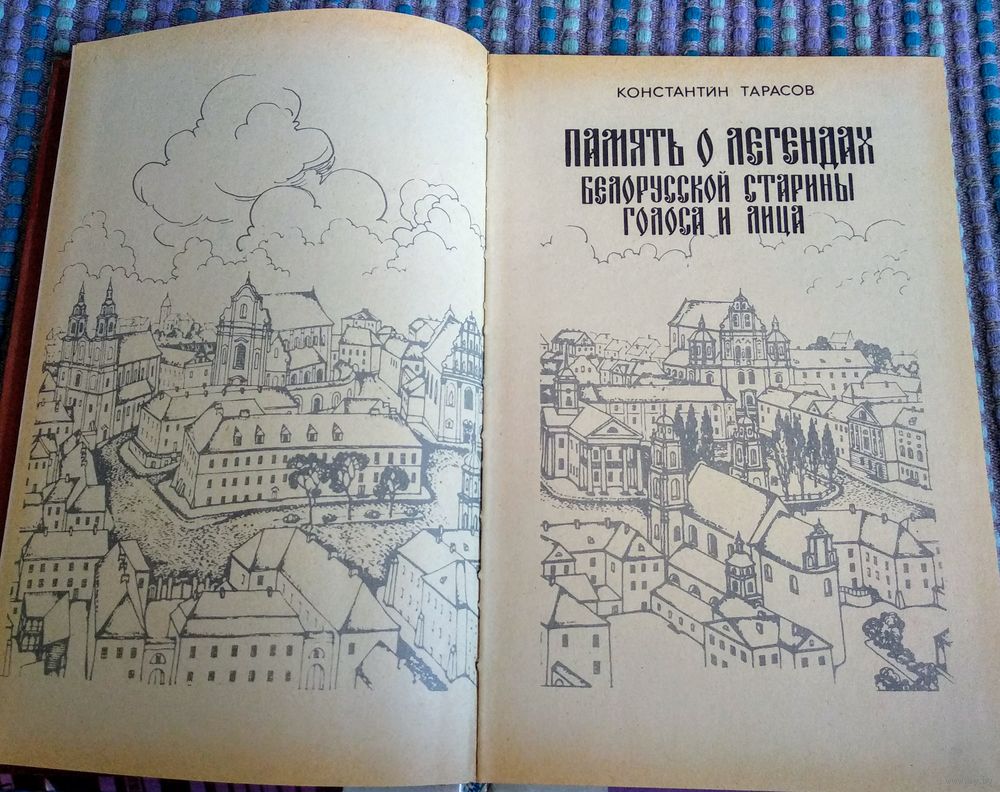 КОНСТАНТИН ТАРАСОВ
ПАМЯТЬ О ЛЕГЕНДАХ
БЕЛОРУССКОЙ СТАРИНЫ
ГОЛОСА И ЛИЦА